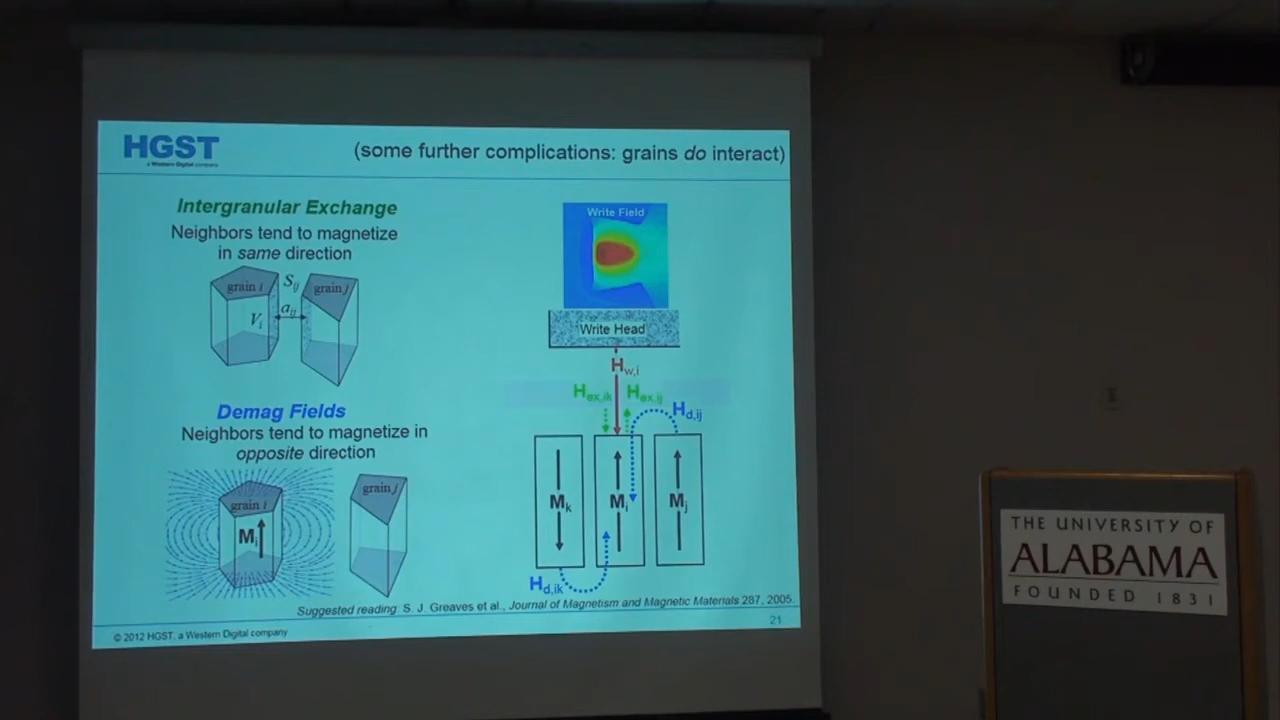 HGST
a Western Digital company
(some further complications: grains do interact)
Intergranular Exchange
Neighbors tend to magnetize
in same direction
grain i
S_ij
grain j
V_i
a_ij
Demag Fields
Neighbors tend to magnetize in
opposite direction
grain i
M_i
grain j
Write Field
Write Head
H_w,i
H_ex,ik
H_ex,ij
H_d,ij
M_k
M_i
M_j
H_d,ik
Suggested reading: S. J. Greaves et al., Journal of Magnetism and Magnetic Materials 287, 2005.
21
© 2012 HGST, a Western Digital company
THE UNIVERSITY OF
ALABAMA
FOUNDED 1831